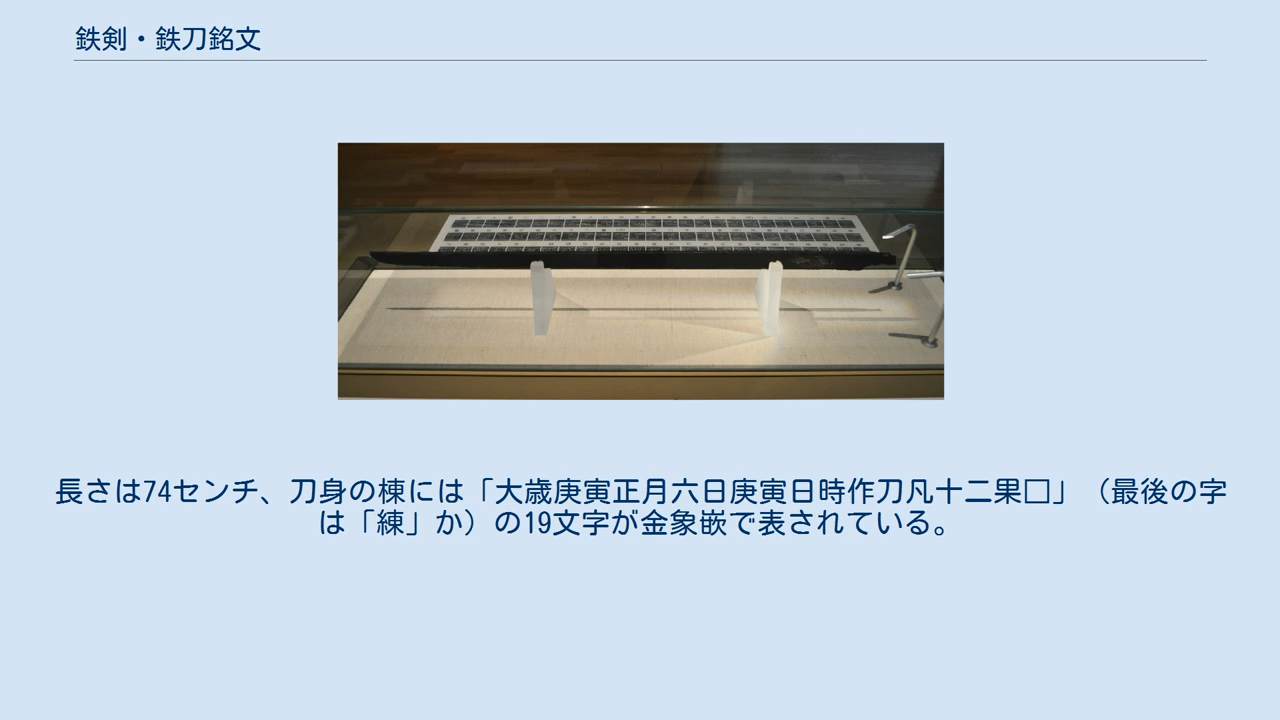 鉄剣・鉄刀銘文
長さは74センチ、刀身の棟には「大歳庚寅正月六日庚寅日時作刀凡十二果□」（最後の字
は「練」か）の19文字が金象嵌で表されている。